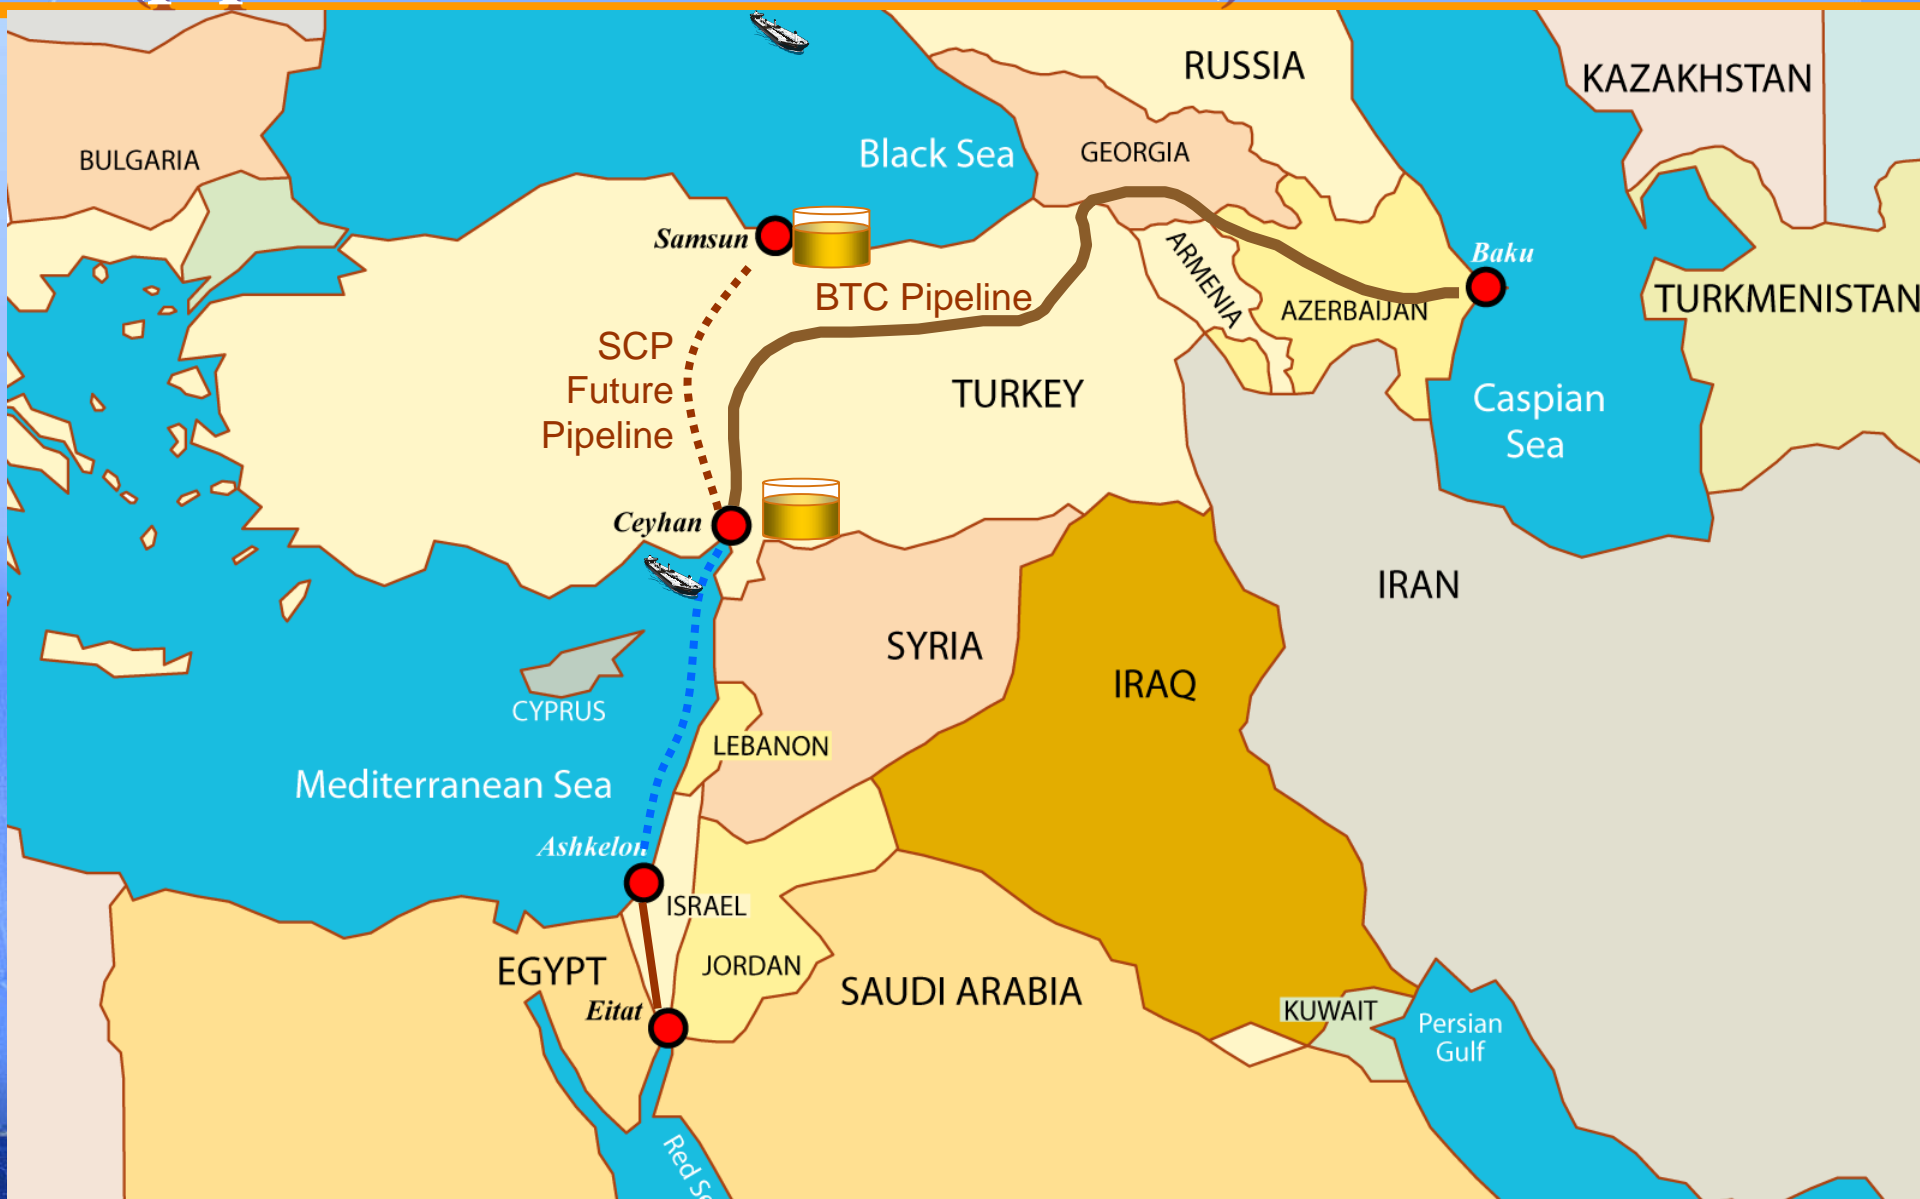 RUSSIA
KAZAKHSTAN
BULGARIA
Black Sea
GEORGIA
Samsun
ARMENIA
Baku
BTC Pipeline
AZERBAIJAN
TURKMENISTAN
SCP
Future
Pipeline
TURKEY
Caspian
Sea
Ceyhan
IRAN
SYRIA
IRAQ
CYPRUS
LEBANON
Mediterranean Sea
Ashkelon
ISRAEL
EGYPT
JORDAN
SAUDI ARABIA
Eitat
KUWAIT
Persian
Gulf
Red